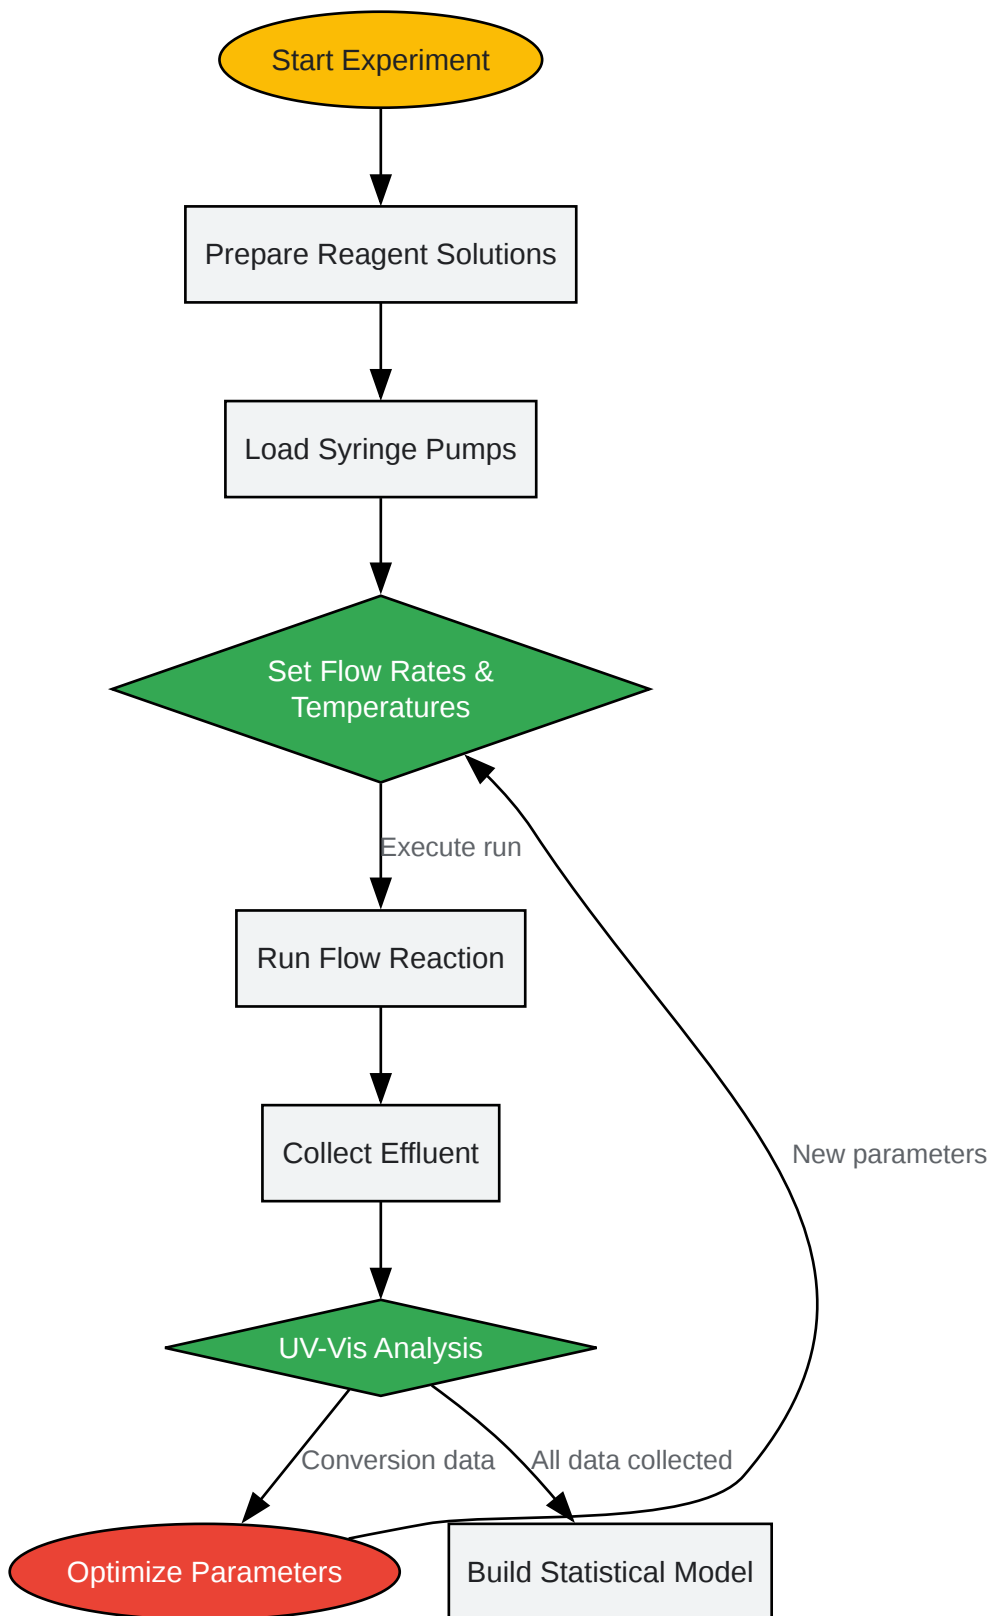 Start Experiment
Prepare Reagent Solutions
Load Syringe Pumps
Set Flow Rates &
Temperatures
Execute run
Run Flow Reaction
Collect Effluent
New parameters
UV-Vis Analysis
Conversion data
All data collected
Optimize Parameters
Build Statistical Model